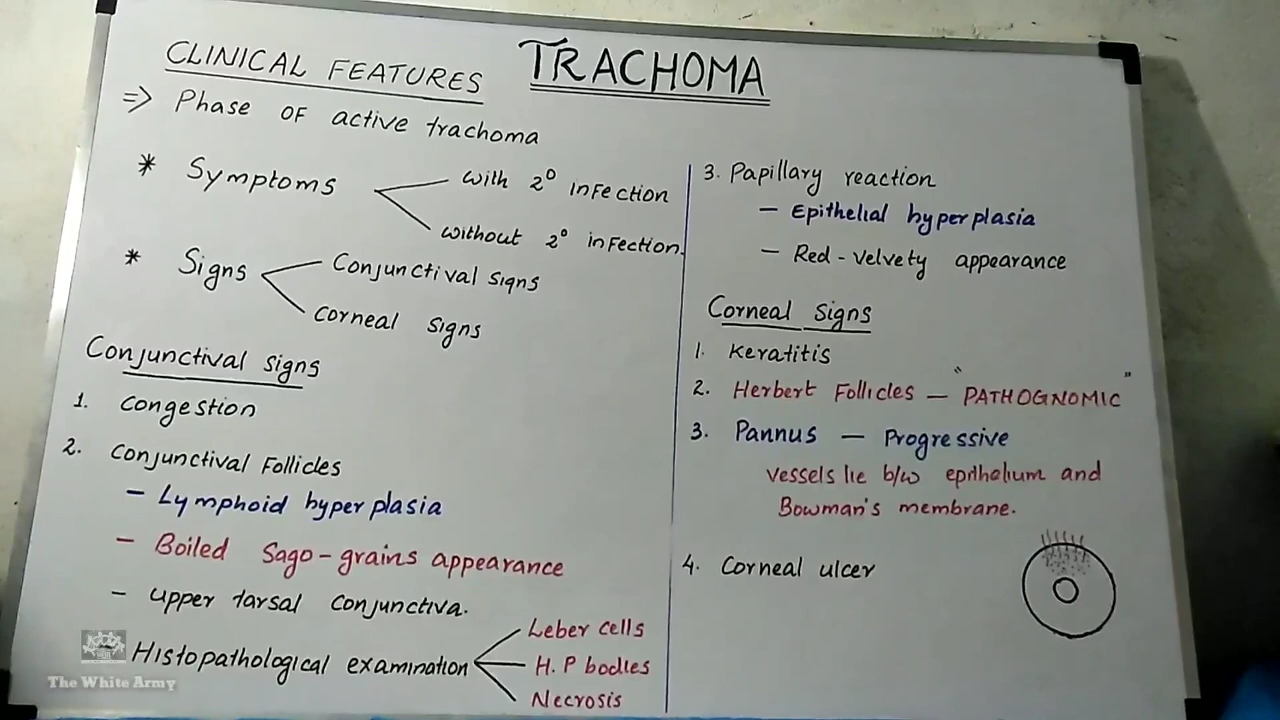 TRACHOMA
CLINICAL FEATURES
=> Phase OF active trachoma
* Symptoms
with 2° infection
without 2° infection.
* Signs
Conjunctival signs
corneal signs
Conjunctival signs
1. Congestion
2. Conjunctival Follicles
- Lymphoid hyperplasia
- Boiled Sago-grains appearance
- upper tarsal conjunctiva.
Histopathological examination
Leber cells
H.P bodies
Necrosis
3. Papillary reaction
- Epithelial hyperplasia
- Red-velvety appearance
Corneal Signs
1. Keratitis
2. Herbert Follicles — "PATHOGNOMIC"
3. Pannus — Progressive
vessels lie b/w epithelium and
Bowman's membrane.
4. Corneal ulcer
The White Army